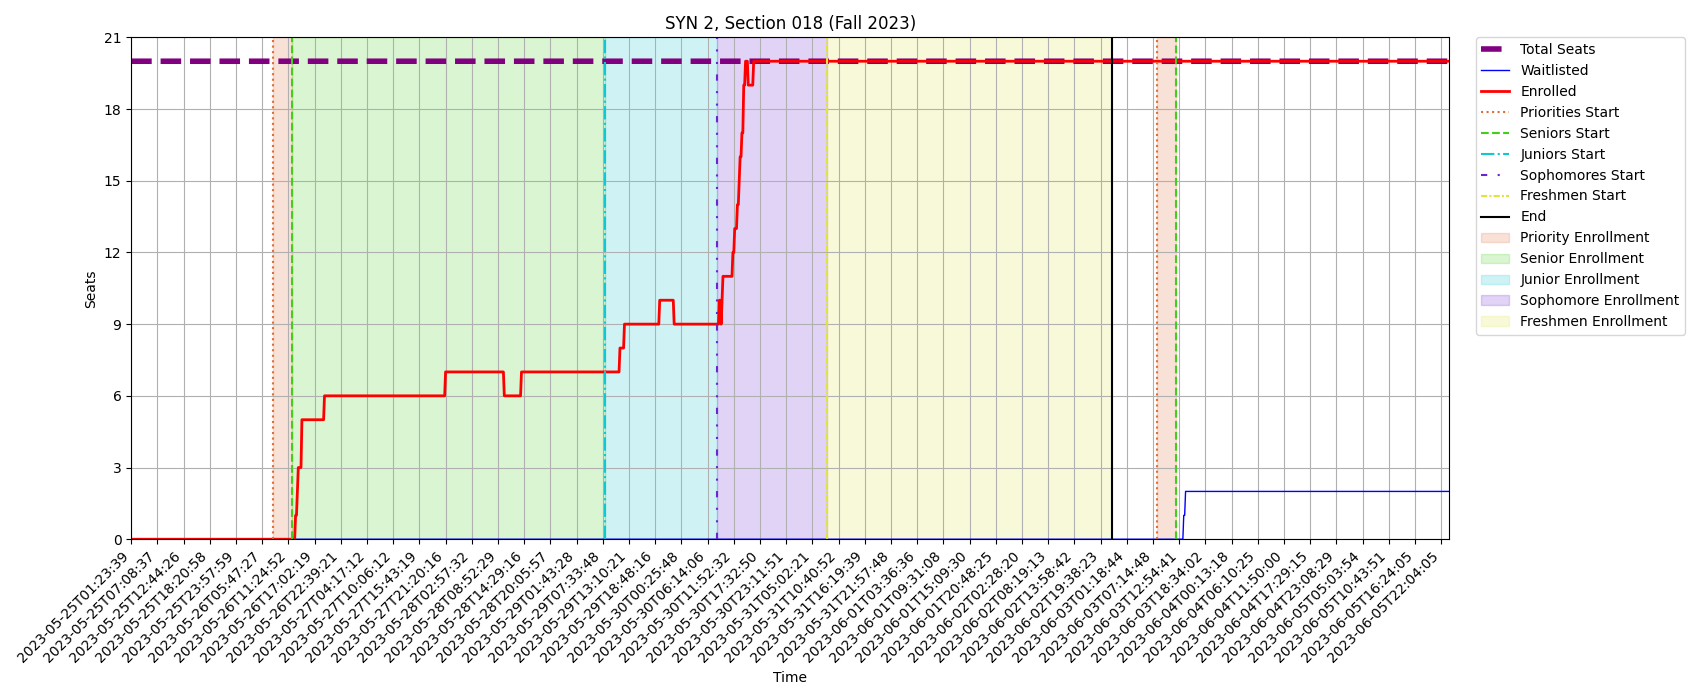 SYN 2, Section 018 (Fall 2023)
21
18
15
12
9
6
3
0
Seats
2023-05-25T01:23:39
2023-05-25T07:08:37
2023-05-25T12:44:26
2023-05-25T18:20:58
2023-05-25T23:57:59
2023-05-26T05:47:27
2023-05-26T11:24:52
2023-05-26T17:02:19
2023-05-26T22:39:21
2023-05-27T04:17:12
2023-05-27T10:06:12
2023-05-27T15:43:19
2023-05-27T21:20:16
2023-05-28T02:57:32
2023-05-28T08:52:29
2023-05-28T14:29:16
2023-05-28T20:05:57
2023-05-29T01:43:28
2023-05-29T07:33:48
2023-05-29T13:10:21
2023-05-29T18:48:16
2023-05-30T00:25:48
2023-05-30T06:14:06
2023-05-30T11:52:32
2023-05-30T17:32:50
2023-05-30T23:11:51
2023-05-31T05:02:21
2023-05-31T10:40:52
2023-05-31T16:19:39
2023-05-31T21:57:48
2023-06-01T03:36:36
2023-06-01T09:31:08
2023-06-01T15:09:30
2023-06-01T20:48:25
2023-06-02T02:28:20
2023-06-02T08:19:13
2023-06-02T13:58:42
2023-06-02T19:38:23
2023-06-03T01:18:44
2023-06-03T07:14:48
2023-06-03T12:54:41
2023-06-03T18:34:02
2023-06-04T00:13:18
2023-06-04T06:10:25
2023-06-04T11:50:00
2023-06-04T17:29:15
2023-06-04T23:08:29
2023-06-05T05:03:54
2023-06-05T10:43:51
2023-06-05T16:24:05
2023-06-05T22:04:05
Time
Total Seats
Waitlisted
Enrolled
Priorities Start
Seniors Start
Juniors Start
Sophomores Start
Freshmen Start
End
Priority Enrollment
Senior Enrollment
Junior Enrollment
Sophomore Enrollment
Freshmen Enrollment